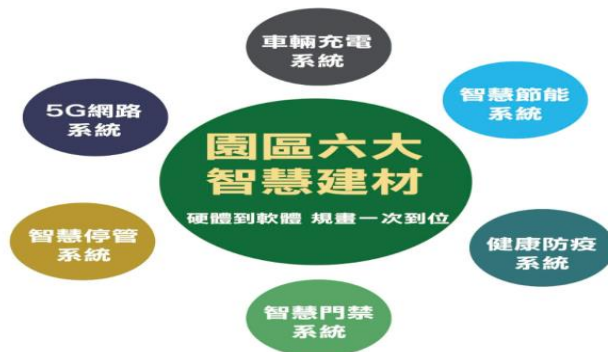 車輛充電
系統
5G網路
系統
智慧節能
系統
園區六大
智慧建材
硬體到軟體 規畫一次到位
智慧停管
系統
健康防疫
系統
智慧門禁
系統